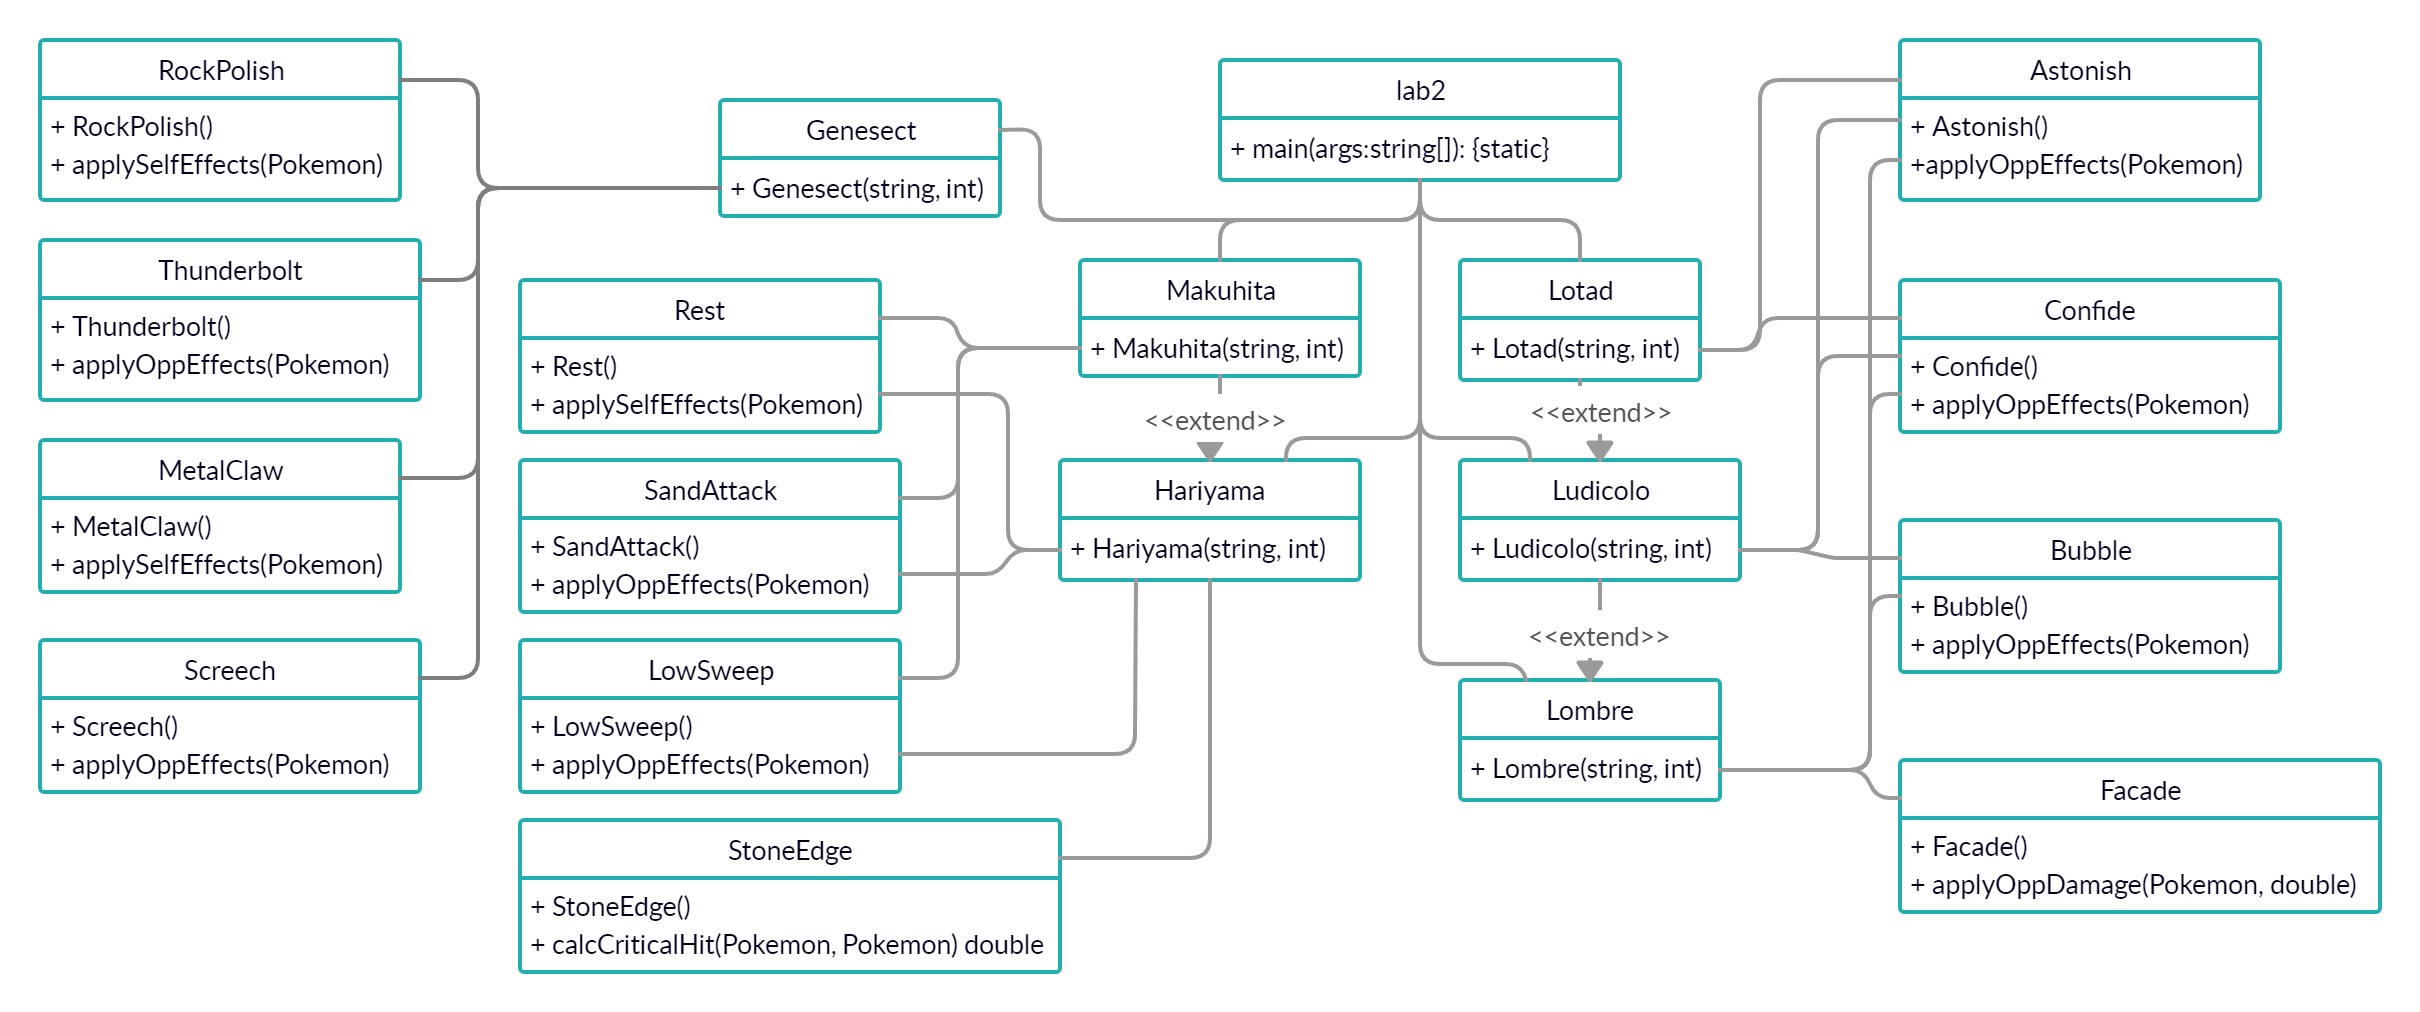 RockPolish
+ RockPolish()
+ applySelfEffects(Pokemon)
Thunderbolt
+ Thunderbolt()
+ applyOppEffects(Pokemon)
MetalClaw
+ MetalClaw()
+ applySelfEffects(Pokemon)
Screech
+ Screech()
+ applyOppEffects(Pokemon)
Genesect
+ Genesect(string, int)
Rest
+ Rest()
+ applySelfEffects(Pokemon)
SandAttack
+ SandAttack()
+ applyOppEffects(Pokemon)
LowSweep
+ LowSweep()
+ applyOppEffects(Pokemon)
StoneEdge
+ StoneEdge()
+ calcCriticalHit(Pokemon, Pokemon) double
lab2
+ main(args:string[]): {static}
Makuhita
+ Makuhita(string, int)
<<extend>>
Hariyama
+ Hariyama(string, int)
Lotad
+ Lotad(string, int)
<<extend>>
Ludicolo
+ Ludicolo(string, int)
<<extend>>
Lombre
+ Lombre(string, int)
Astonish
+ Astonish()
+applyOppEffects(Pokemon)
Confide
+ Confide()
+ applyOppEffects(Pokemon)
Bubble
+ Bubble()
+ applyOppEffects(Pokemon)
Facade
+ Facade()
+ applyOppDamage(Pokemon, double)